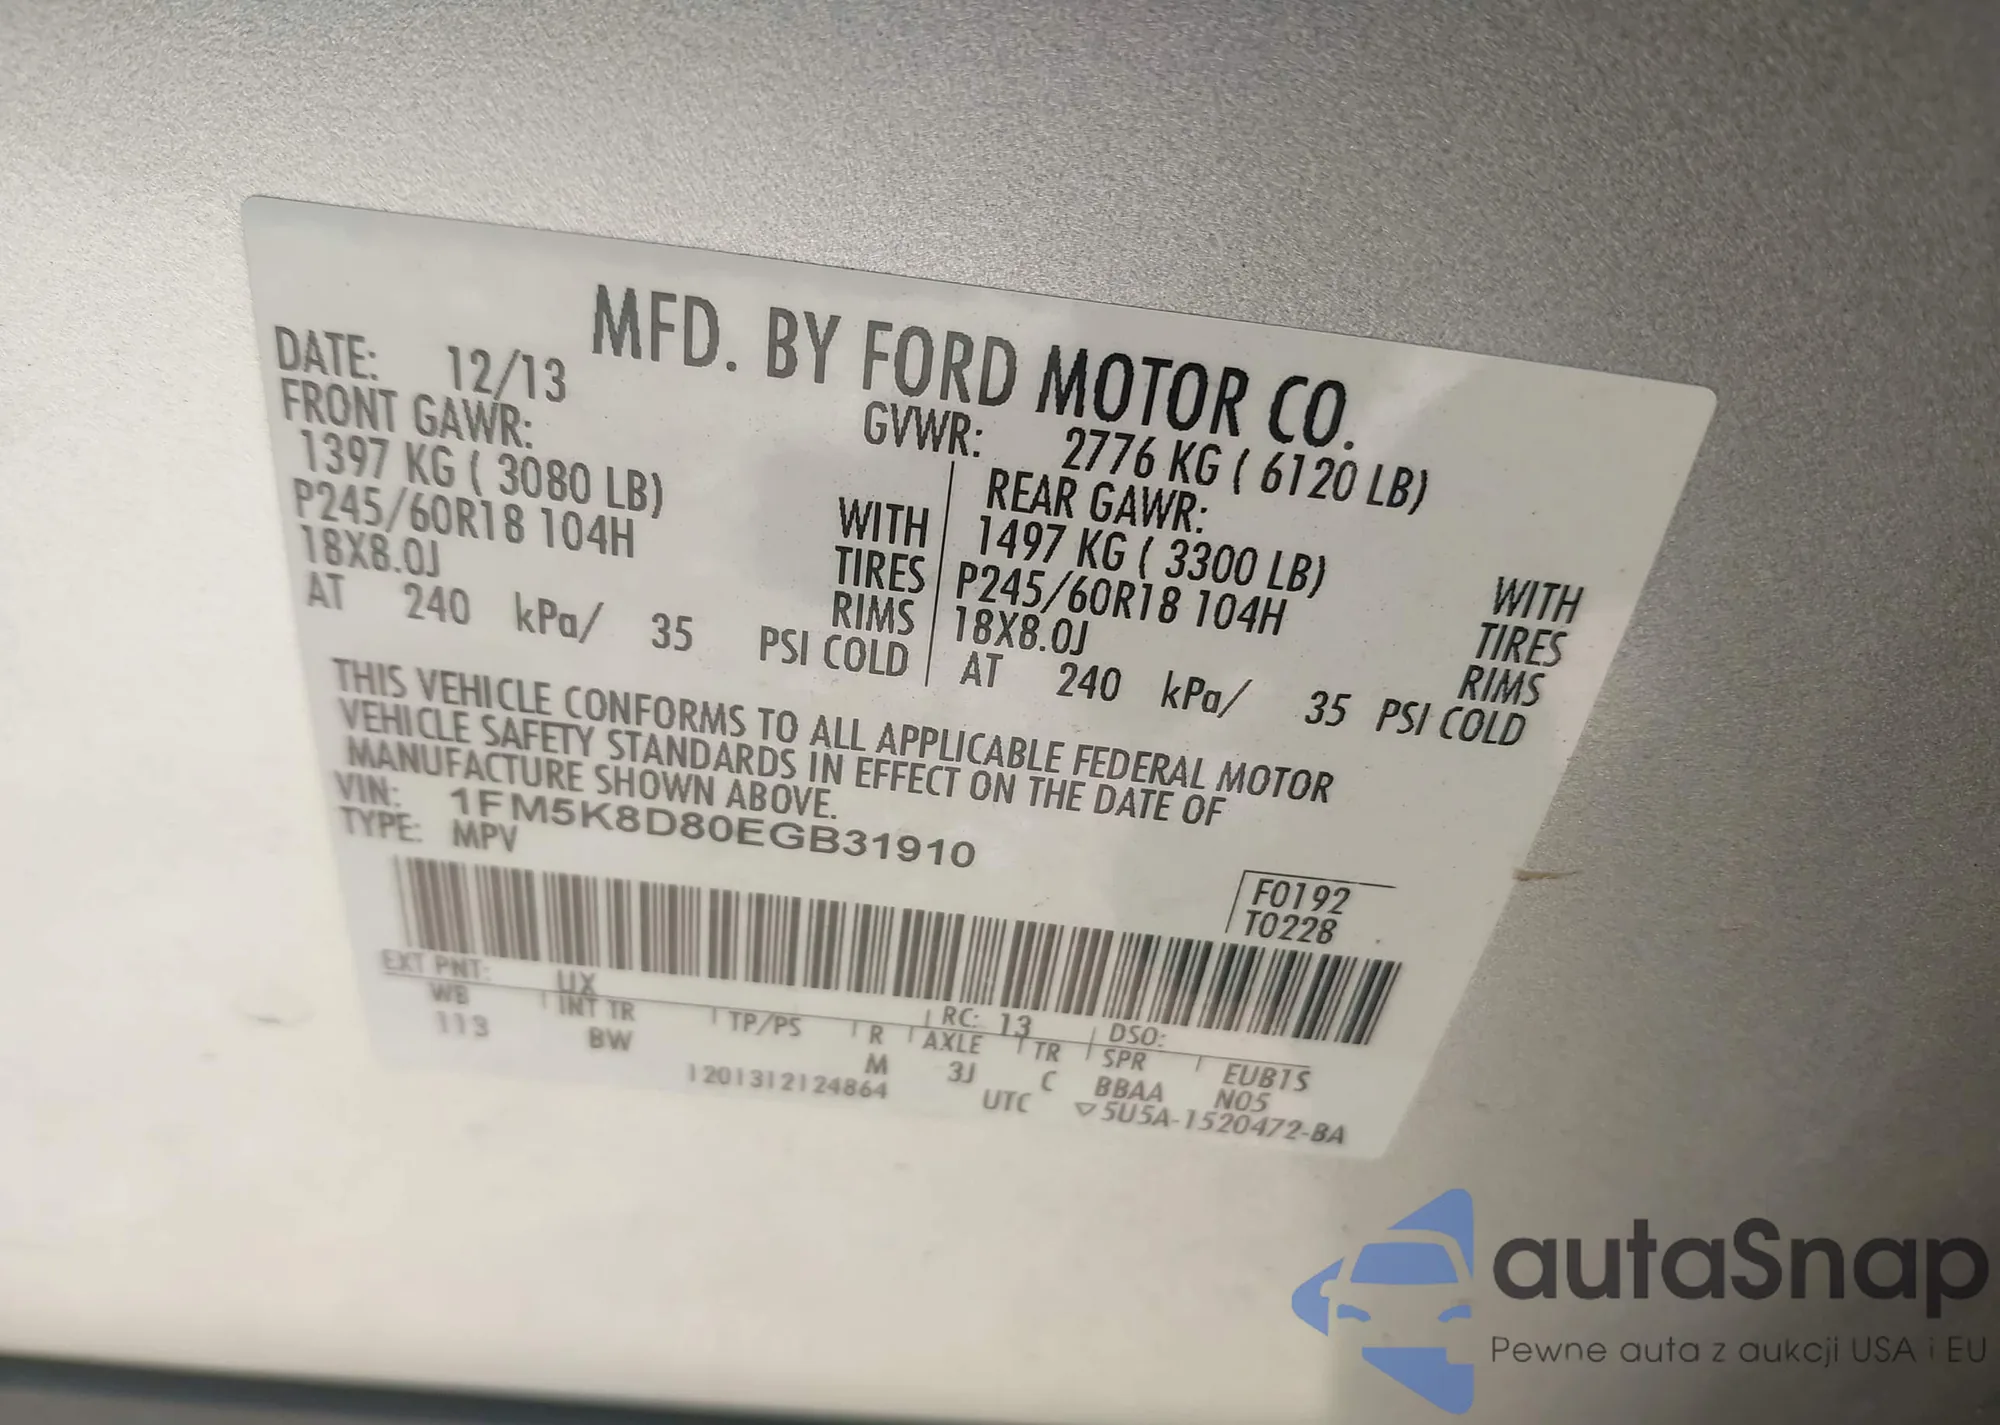 MFD. BY FORD MOTOR CO.
DATE: 12/13 GVWR: 2776 KG ( 6120 LB)
FRONT GAWR: REAR GAWR:
1397 KG ( 3080 LB) WITH 1497 KG ( 3300 LB) WITH
P245/60R18 104H TIRES P245/60R18 104H TIRES
18X8.0J RIMS 18X8.0J RIMS
AT 240 kPa/ 35 PSI COLD AT 240 kPa/ 35 PSI COLD
THIS VEHICLE CONFORMS TO ALL APPLICABLE FEDERAL MOTOR
VEHICLE SAFETY STANDARDS IN EFFECT ON THE DATE OF
MANUFACTURE SHOWN ABOVE.
VIN: 1FM5K8D80EGB31910
TYPE: MPV
F0192
T0228
EXT PNT: UX RC: 13 DSO:
WB INT TR TP/PS R AXLE TR SPR EUB1S
113 BW M 3J C BBAA N05
1201312124864 UTC ▽5U5A-1520472-BA
autaSnap
Pewne auta z aukcji USA i EU